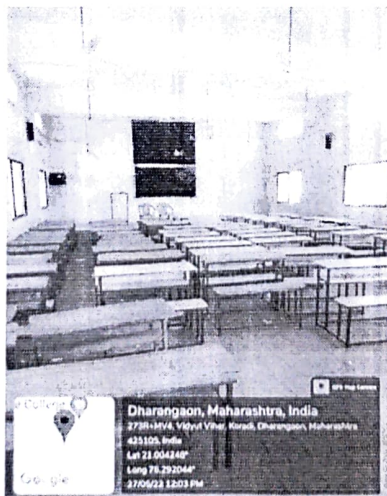 GPS Map Camera
Dharangaon, Maharashtra, India
273R+MV4, Vidyut Vihar, Koradi, Dharangaon, Maharashtra
425105, India
Lat 21.004248°
Long 75.292044°
27/05/22 12:03 PM
e College
Google